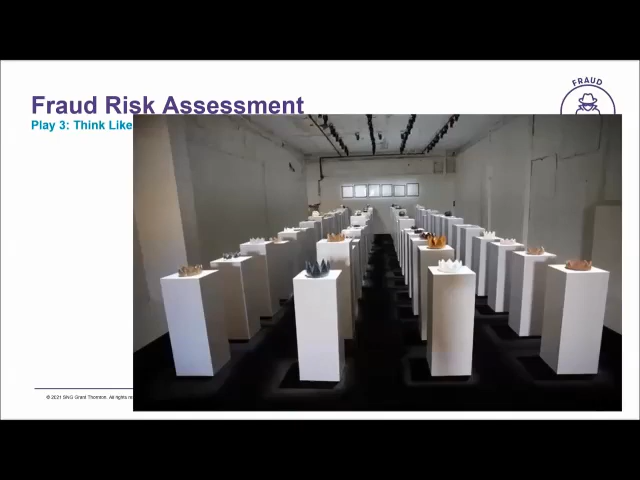 FRAUD
Fraud Risk Assessment
Play 3: Think Like
© 2021 SNG Grant Thornton. All rights re